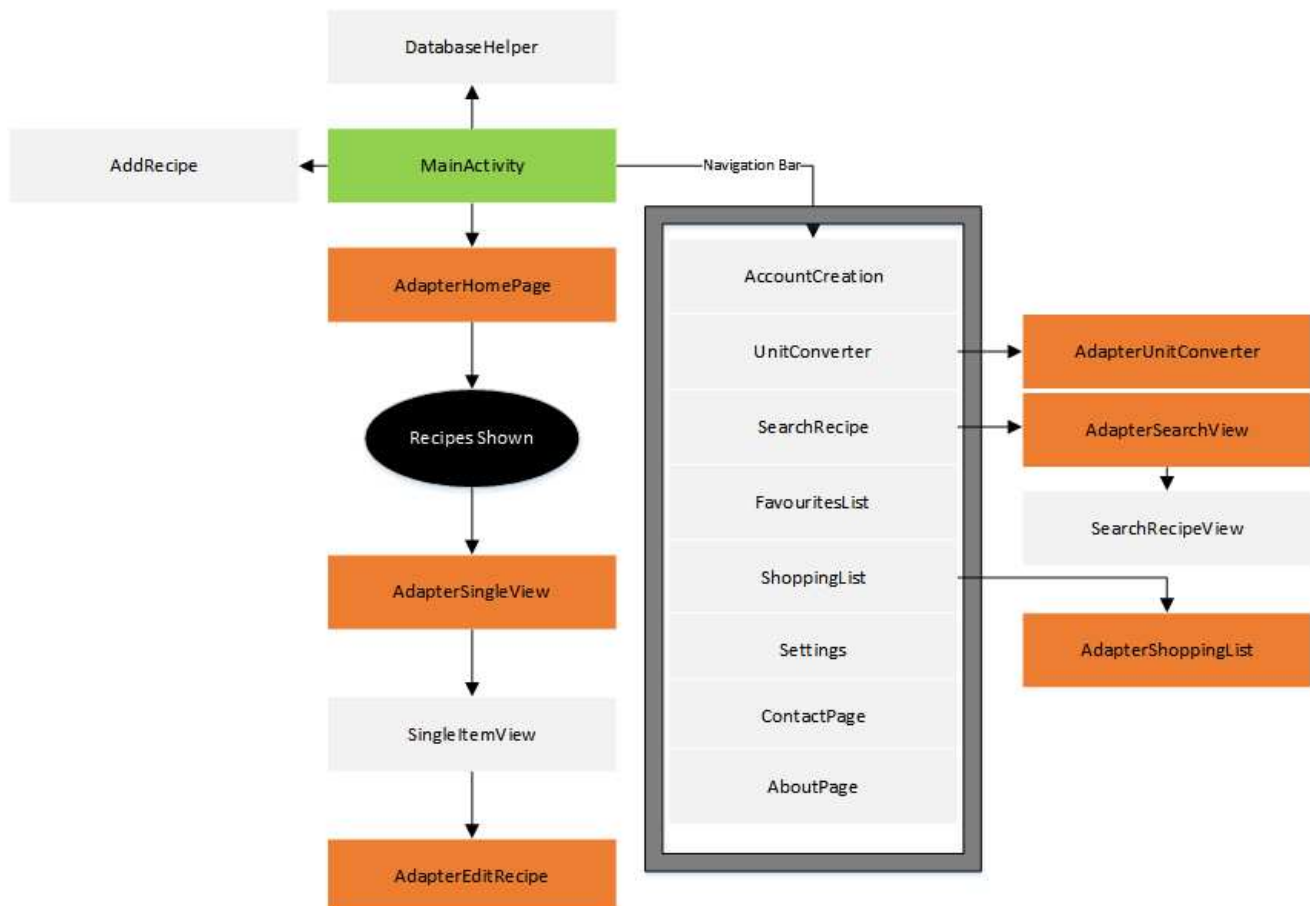 DatabaseHelper
AddRecipe
MainActivity
Navigation Bar
AdapterHomePage
Recipes Shown
AdapterSingleView
SingleItemView
AdapterEditRecipe
AccountCreation
UnitConverter
SearchRecipe
FavouritesList
ShoppingList
Settings
ContactPage
AboutPage
AdapterUnitConverter
AdapterSearchView
SearchRecipeView
AdapterShoppingList